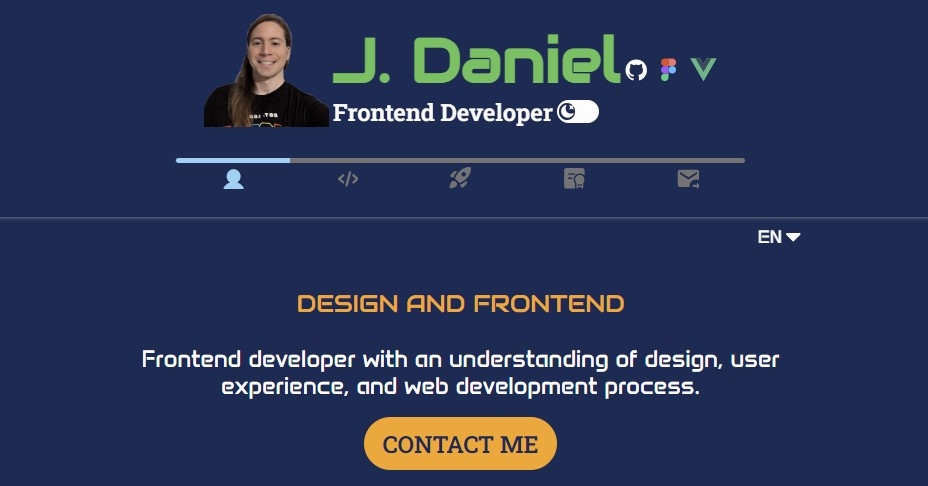 J. Daniel
Frontend Developer
EN
DESIGN AND FRONTEND
Frontend developer with an understanding of design, user
experience, and web development process.
CONTACT ME